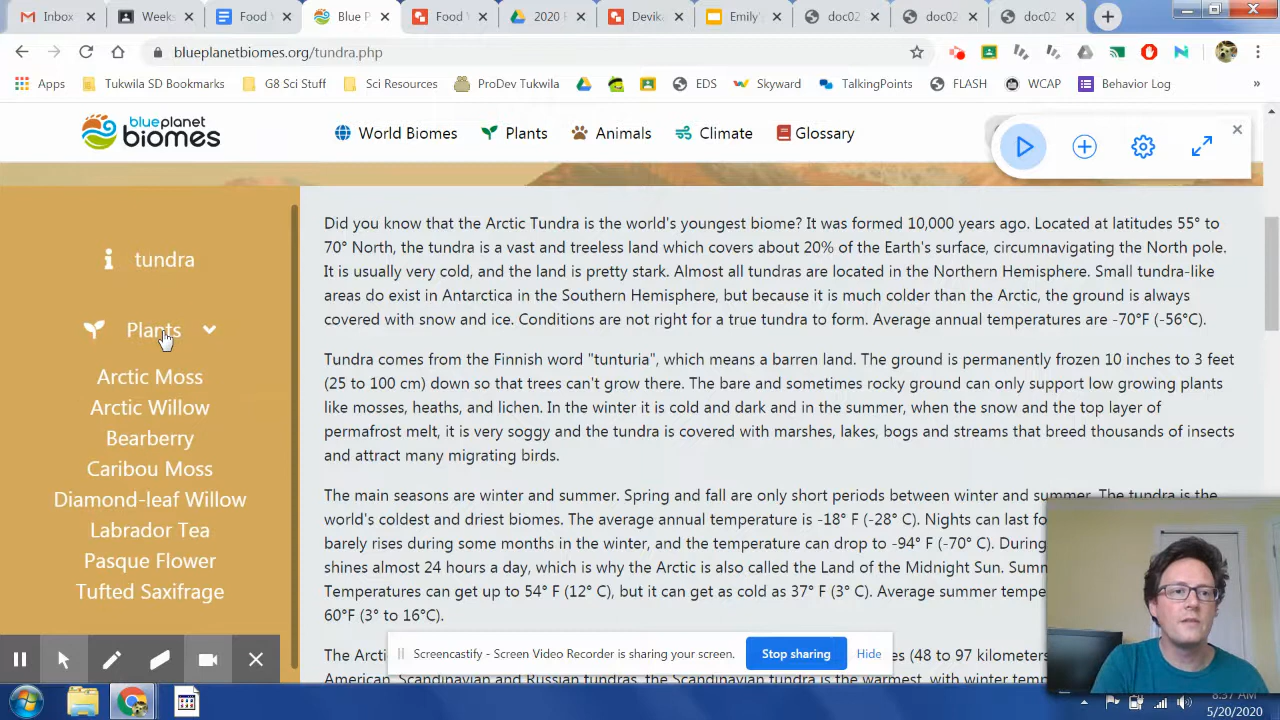 Inbox
Weeks
Food
Blue P
Food
2020
Devik
Emily'
doc02
doc02
doc02
blueplanetbiomes.org/tundra.php
Apps
Tukwila SD Bookmarks
G8 Sci Stuff
Sci Resources
ProDev Tukwila
EDS
Skyward
TalkingPoints
FLASH
WCAP
Behavior Log
»
blueplanet
biomes
World Biomes
Plants
Animals
Climate
Glossary
tundra
Plants
Arctic Moss
Arctic Willow
Bearberry
Caribou Moss
Diamond-leaf Willow
Labrador Tea
Pasque Flower
Tufted Saxifrage
Did you know that the Arctic Tundra is the world's youngest biome? It was formed 10,000 years ago. Located at latitudes 55° to
70° North, the tundra is a vast and treeless land which covers about 20% of the Earth's surface, circumnavigating the North pole.
It is usually very cold, and the land is pretty stark. Almost all tundras are located in the Northern Hemisphere. Small tundra-like
areas do exist in Antarctica in the Southern Hemisphere, but because it is much colder than the Arctic, the ground is always
covered with snow and ice. Conditions are not right for a true tundra to form. Average annual temperatures are -70°F (-56°C).
Tundra comes from the Finnish word "tunturia", which means a barren land. The ground is permanently frozen 10 inches to 3 feet
(25 to 100 cm) down so that trees can't grow there. The bare and sometimes rocky ground can only support low growing plants
like mosses, heaths, and lichen. In the winter it is cold and dark and in the summer, when the snow and the top layer of
permafrost melt, it is very soggy and the tundra is covered with marshes, lakes, bogs and streams that breed thousands of insects
and attract many migrating birds.
The main seasons are winter and summer. Spring and fall are only short periods between winter and summer. The tundra is the
world's coldest and driest biomes. The average annual temperature is -18° F (-28° C). Nights can last fo
barely rises during some months in the winter, and the temperature can drop to -94° F (-70° C). During
shines almost 24 hours a day, which is why the Arctic is also called the Land of the Midnight Sun. Summ
Temperatures can get up to 54° F (12° C), but it can get as cold as 37° F (3° C). Average summer tempe
60°F (3° to 16°C).
The Arcti
es (48 to 97 kilometers
American, Scandinavian and Russian tundras, the Scandinavian tundra is the warmest, with winter temp
Screencastify - Screen Video Recorder is sharing your screen.
Stop sharing
Hide
8:37 AM
5/20/2020